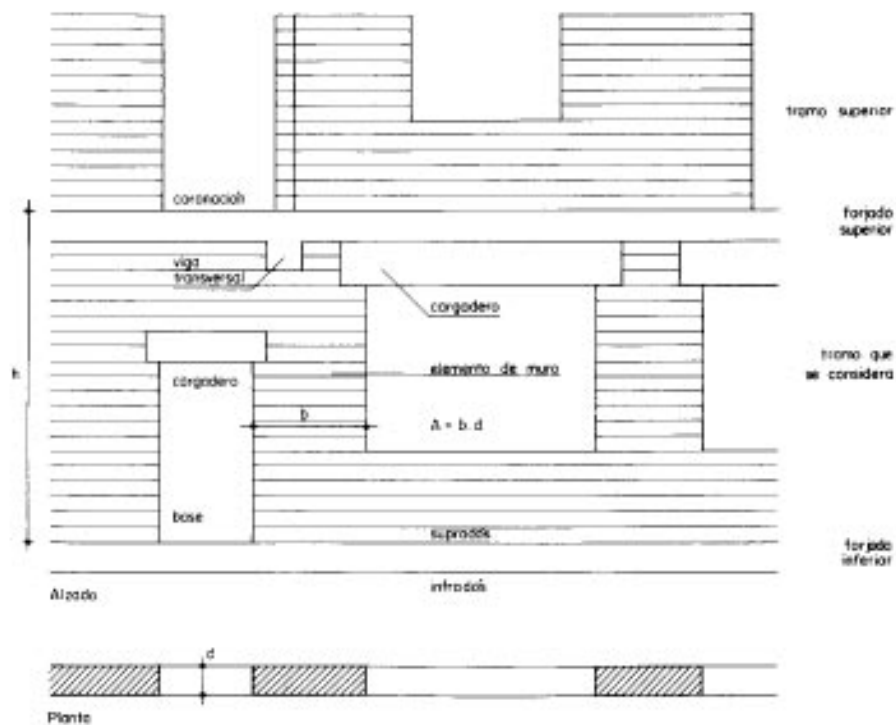 tramo superior
coronación
forjado
superior
viga
transversal
cargadero
h
elemento de muro
tramo que
se considera
cargadero
b
A = b.d
base
supradós
forjado
inferior
intradós
Alzado
d
Planta